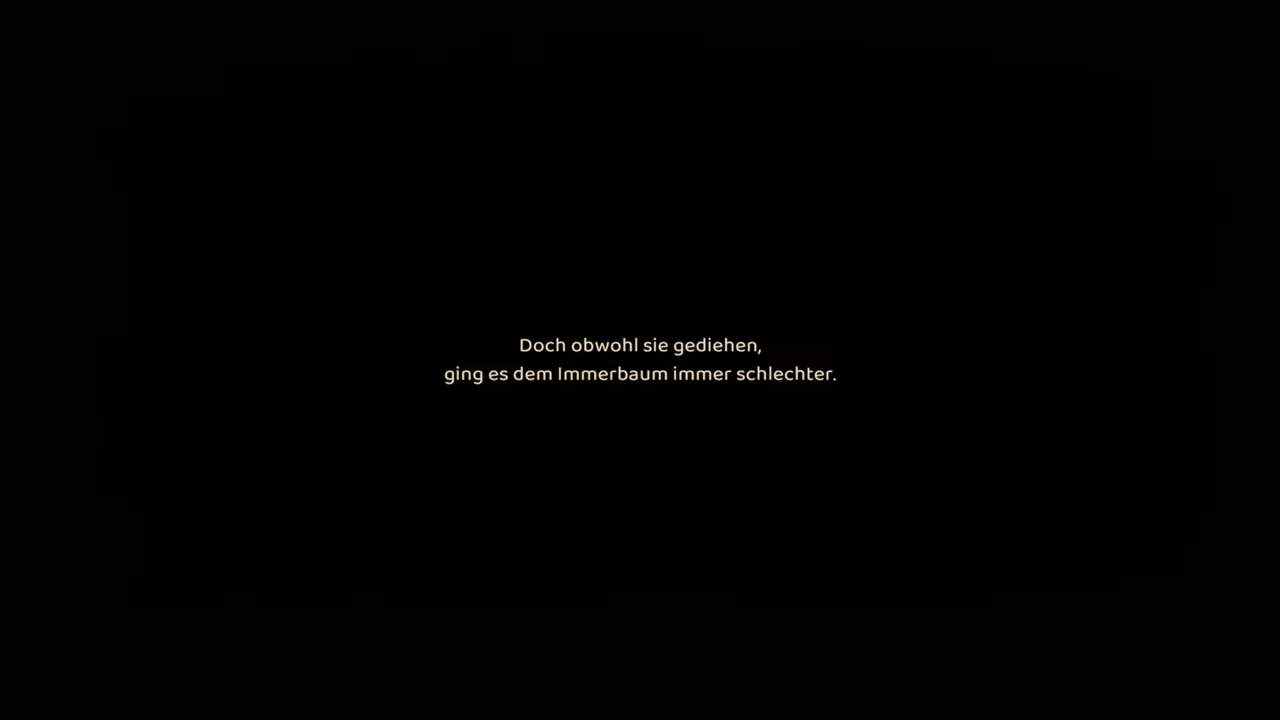 Doch obwohl sie gediehen,
ging es dem Immerbaum immer schlechter.